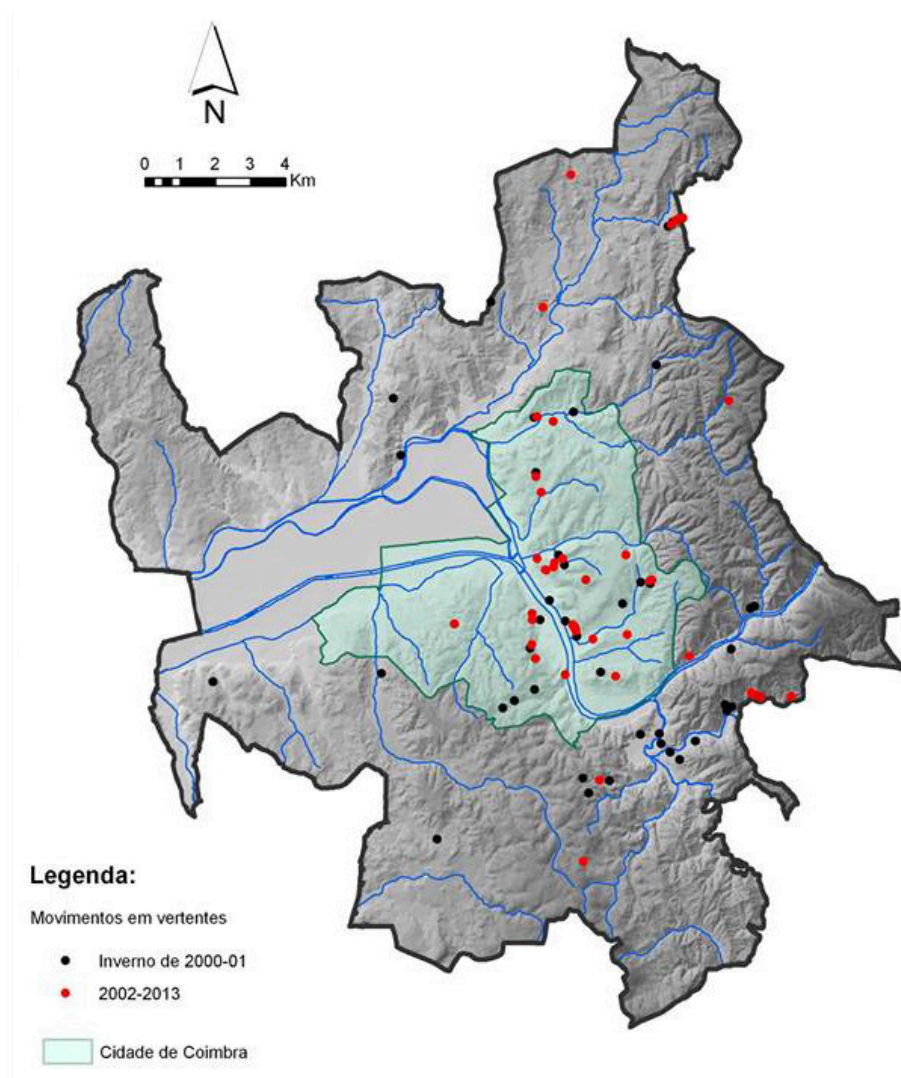 N
0 1 2 3 4
Km
Legenda:
Movimentos em vertentes
Inverno de 2000-01
2002-2013
Cidade de Coimbra